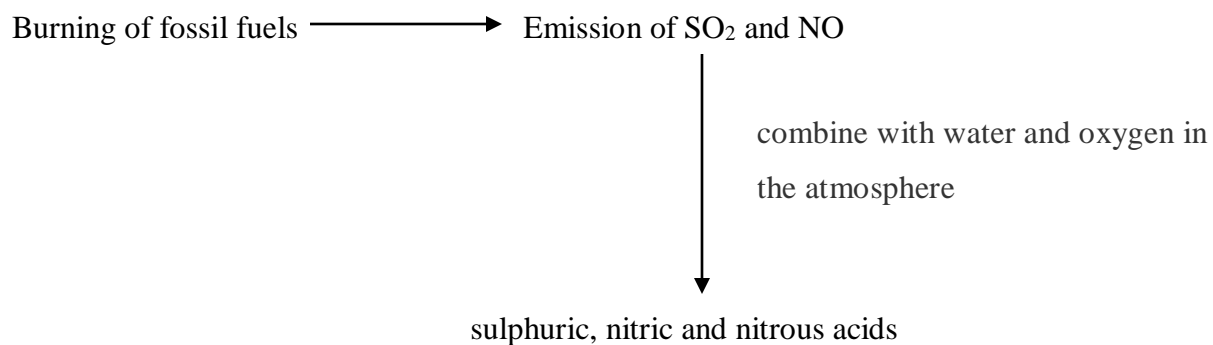 Burning of fossil fuels
Emission of SO₂ and NO
combine with water and oxygen in
the atmosphere
sulphuric, nitric and nitrous acids